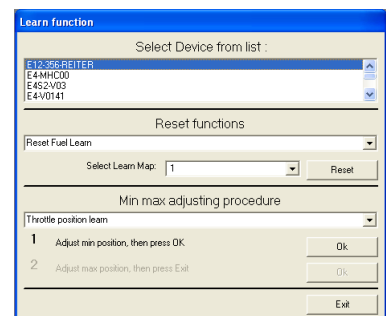 Learn function
Select Device from list :
E12-356-REITER
E4-MHC00
E4S2-V03
E4-V0141
Reset functions
Reset Fuel Learn
Select Learn Map: 1 Reset
Min max adjusting procedure
Throttle position learn
1 Adjust min position, then press OK Ok
2 Adjust max position, then press Exit Ok
Exit